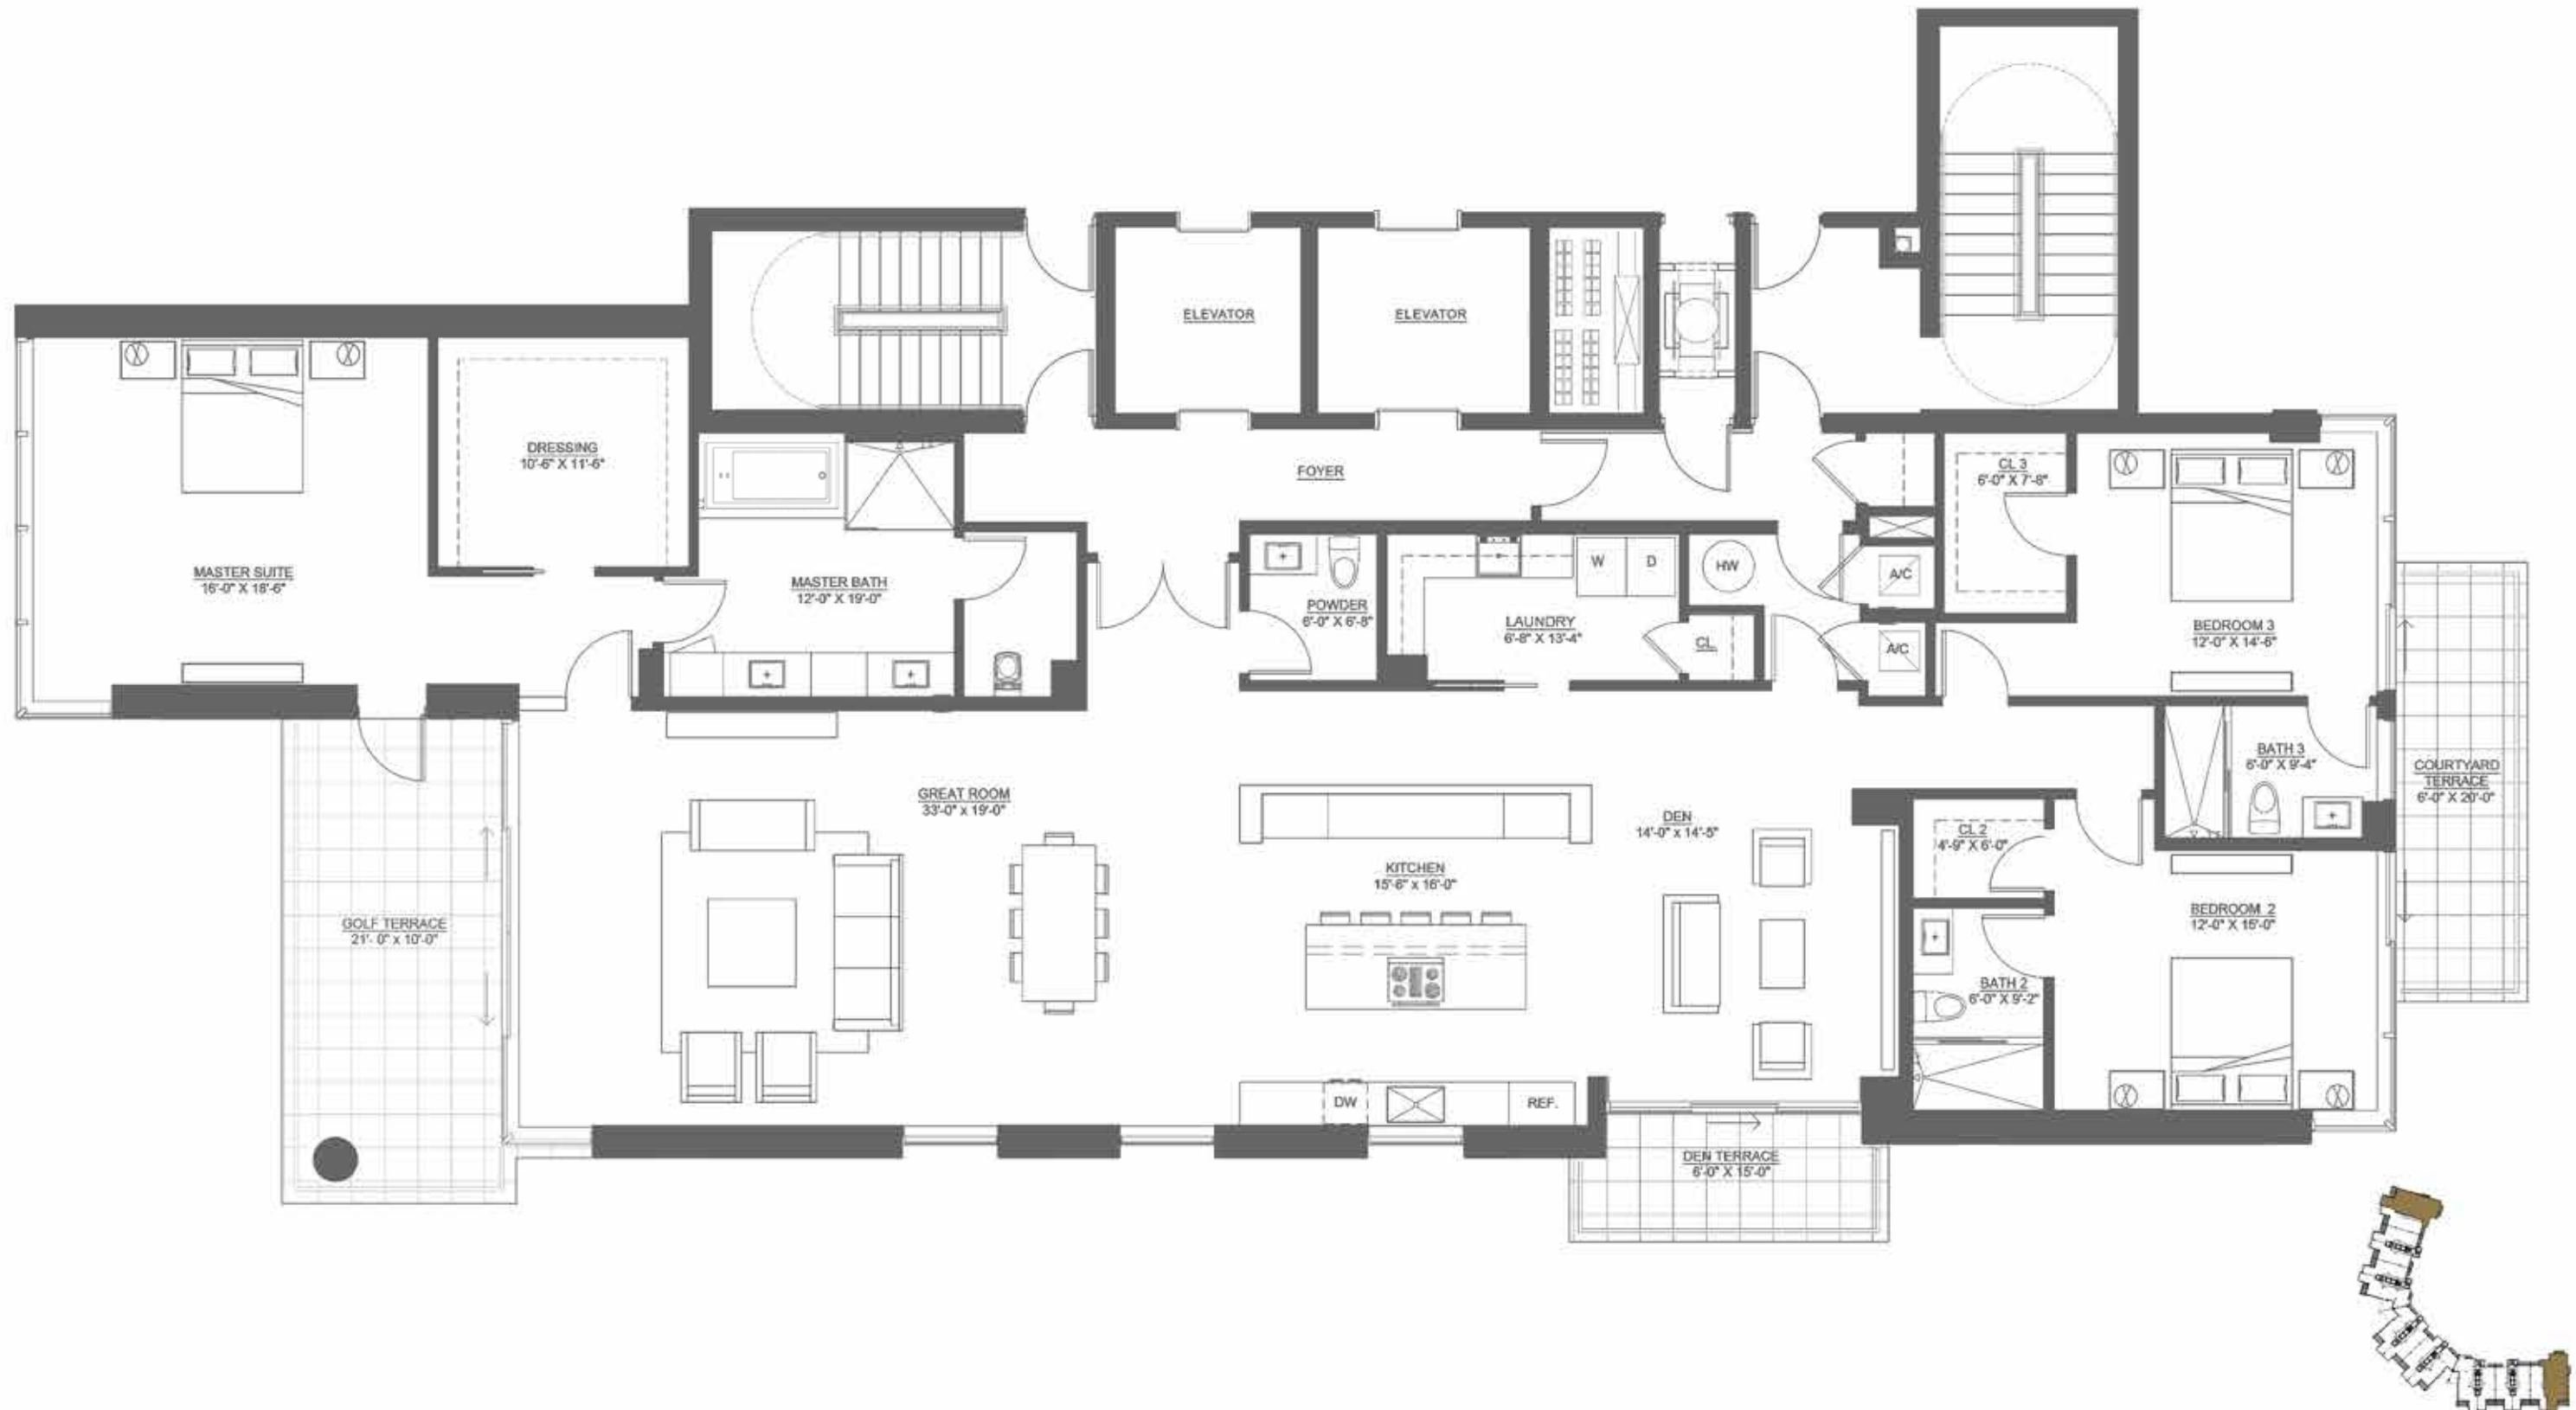 ELEVATOR
ELEVATOR
DRESSING
10'-6" X 11'-6"
FOYER
CL 3
6'-0" X 7'-8"
MASTER SUITE
16'-0" X 18'-6"
MASTER BATH
12'-0" X 19'-0"
POWDER
6'-0" X 6'-8"
W
D
HW
A/C
LAUNDRY
6'-8" X 13'-4"
CL.
A/C
BEDROOM 3
12'-0" X 14'-6"
BATH 3
6'-0" X 9'-4"
COURTYARD
TERRACE
6'-0" X 20'-0"
GREAT ROOM
33'-0" x 19'-0"
DEN
14'-0" x 14'-5"
CL 2
4'-9" X 6'-0"
KITCHEN
15'-6" x 16'-0"
GOLF TERRACE
21'- 0" x 10'-0"
BEDROOM 2
12'-0" X 15'-0"
BATH 2
6'-0" X 9'-2"
DW
REF.
DEN TERRACE
6'-0" X 15'-0"